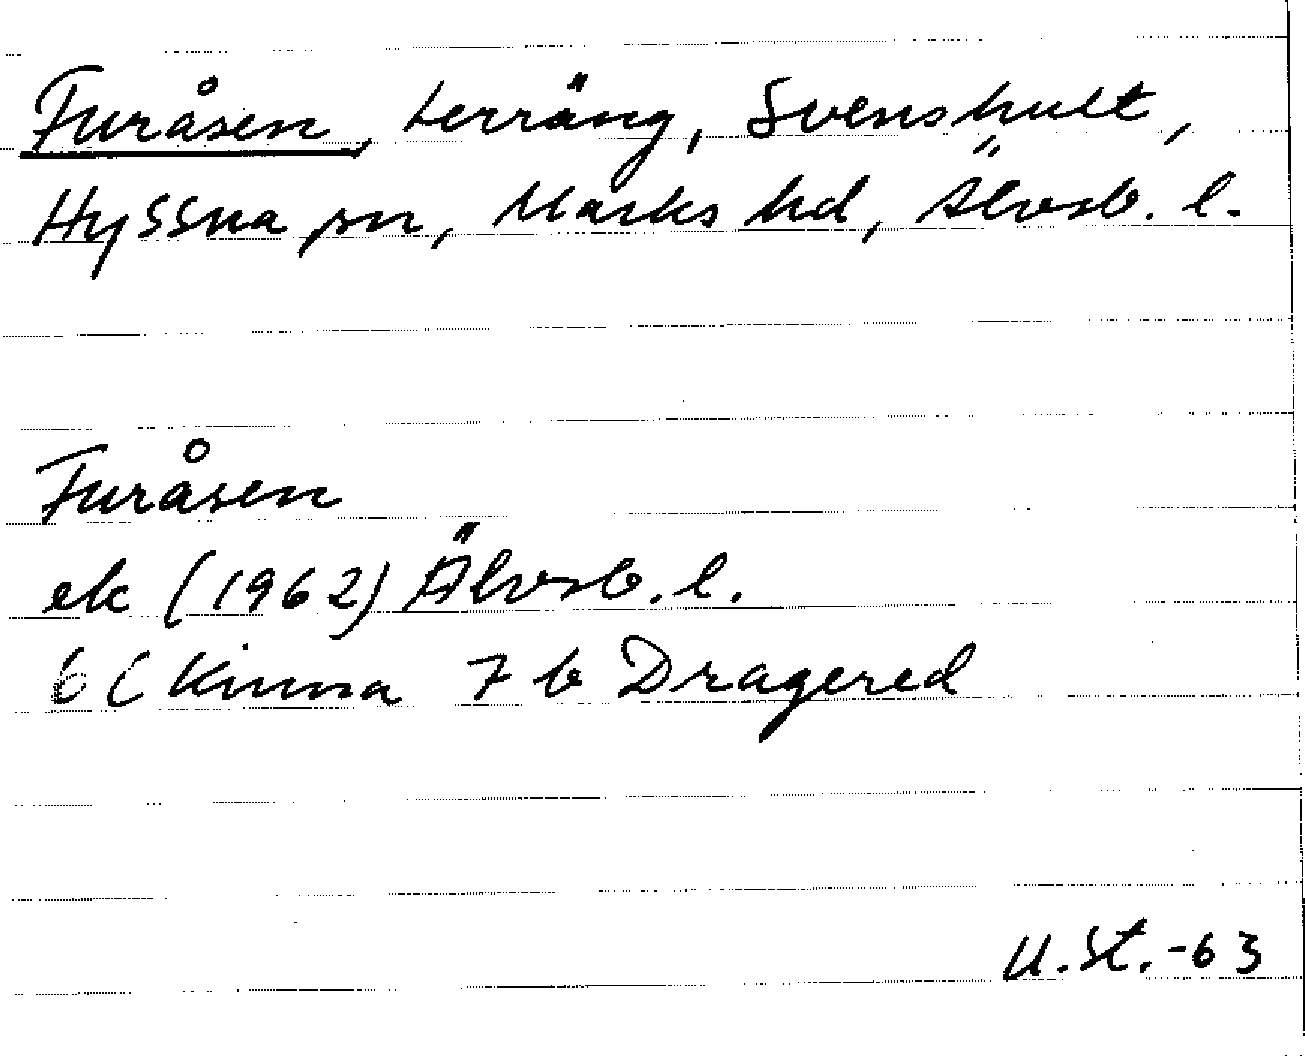 Furåsen, terräng, Svenshult,
Hyssna sn, Marks hd, Älvsb. l.
Furåsen
ek (1962) Älvsb. l.
6 C Kinna 7 b Dragered
U.St.-63